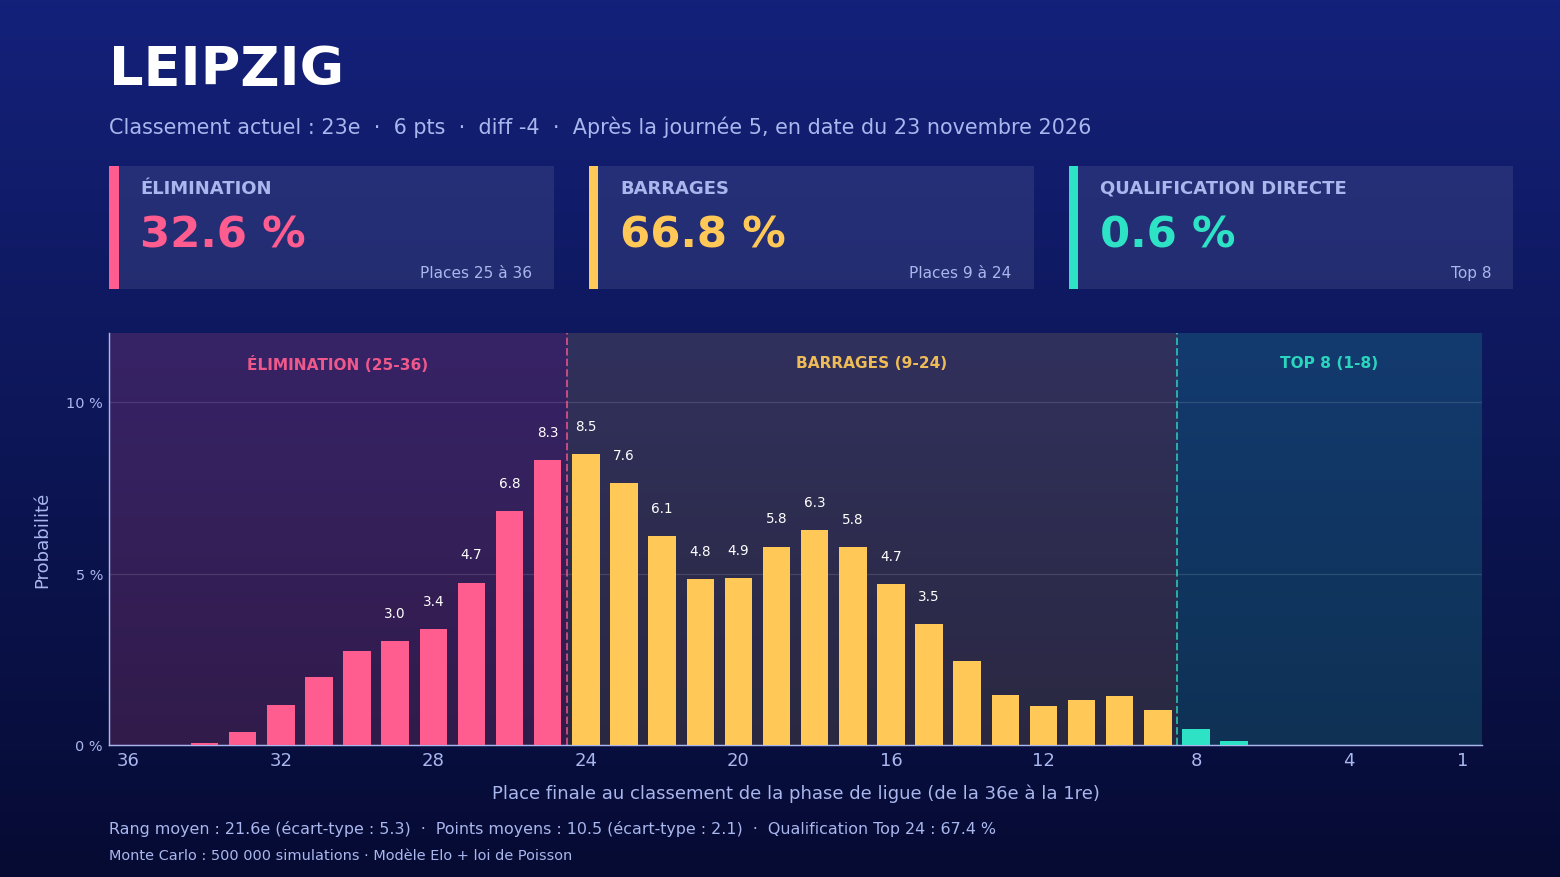 LEIPZIG
Classement actuel : 23e · 6 pts · diff -4 · Après la journée 5, en date du 23 novembre 2026
ÉLIMINATION
32.6 %
Places 25 à 36
BARRAGES
66.8 %
Places 9 à 24
QUALIFICATION DIRECTE
0.6 %
Top 8
ÉLIMINATION (25-36)
BARRAGES (9-24)
TOP 8 (1-8)
Probabilité
10 %
5 %
0 %
3.0
3.4
4.7
6.8
8.3
8.5
7.6
6.1
4.8
4.9
5.8
6.3
5.8
4.7
3.5
36 32 28 24 20 16 12 8 4 1
Place finale au classement de la phase de ligue (de la 36e à la 1re)
Rang moyen : 21.6e (écart-type : 5.3) · Points moyens : 10.5 (écart-type : 2.1) · Qualification Top 24 : 67.4 %
Monte Carlo : 500 000 simulations · Modèle Elo + loi de Poisson